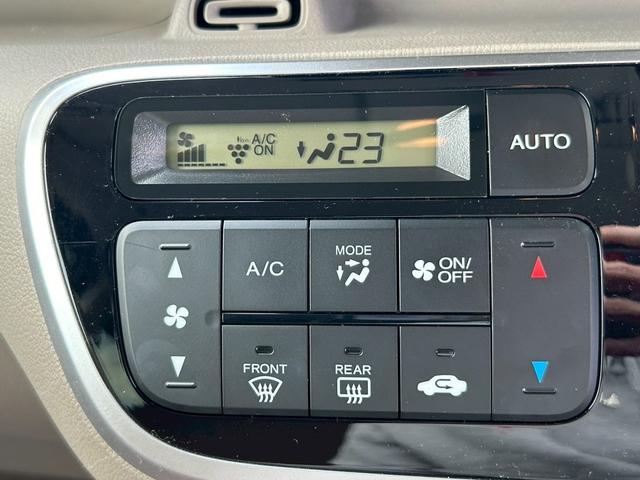 A/C
ON
23
AUTO
MODE
A/C
ON/
OFF
FRONT
REAR